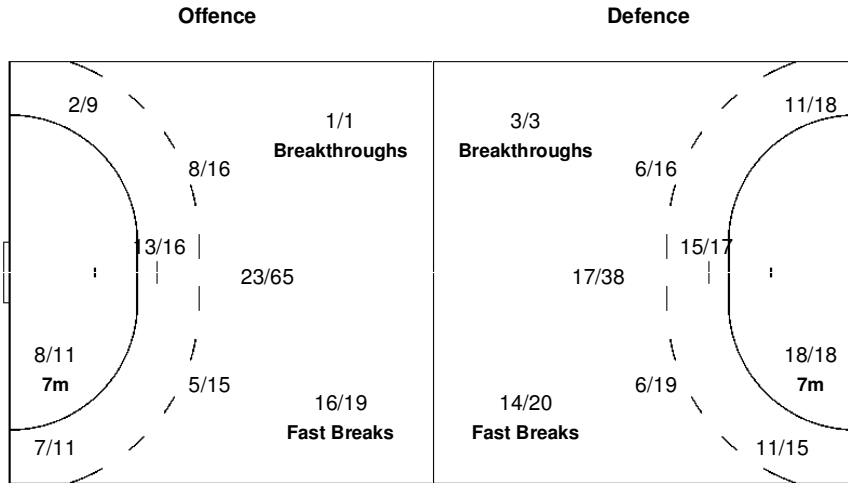 Offence Defence
2/9 11/18
1/1 3/3
Breakthroughs Breakthroughs
8/16 6/16
13/16 15/17
23/65 17/38
8/11 18/18
7m 7m
5/15 6/19
16/19 14/20
Fast Breaks Fast Breaks
7/11 11/15